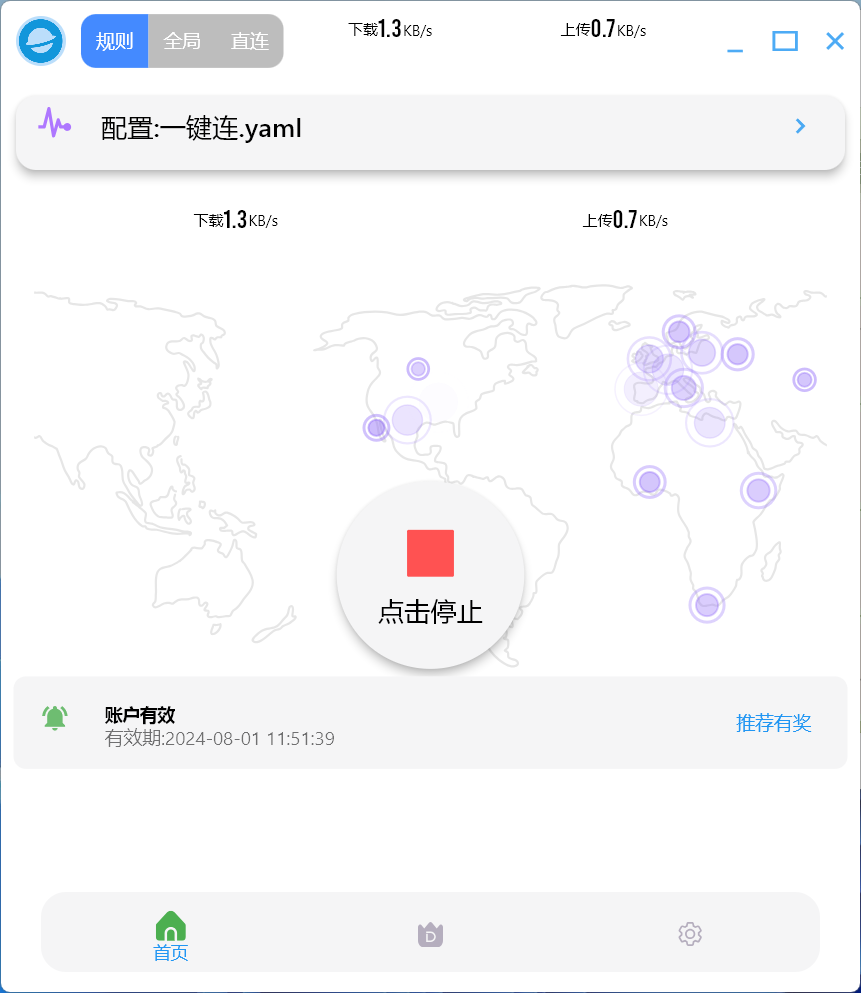 规则 全局 直连 下载1.3KB/s 上传0.7KB/s
配置:一键连.yaml
下载1.3KB/s 上传0.7KB/s
点击停止
账户有效
有效期:2024-08-01 11:51:39
推荐有奖
D
首页